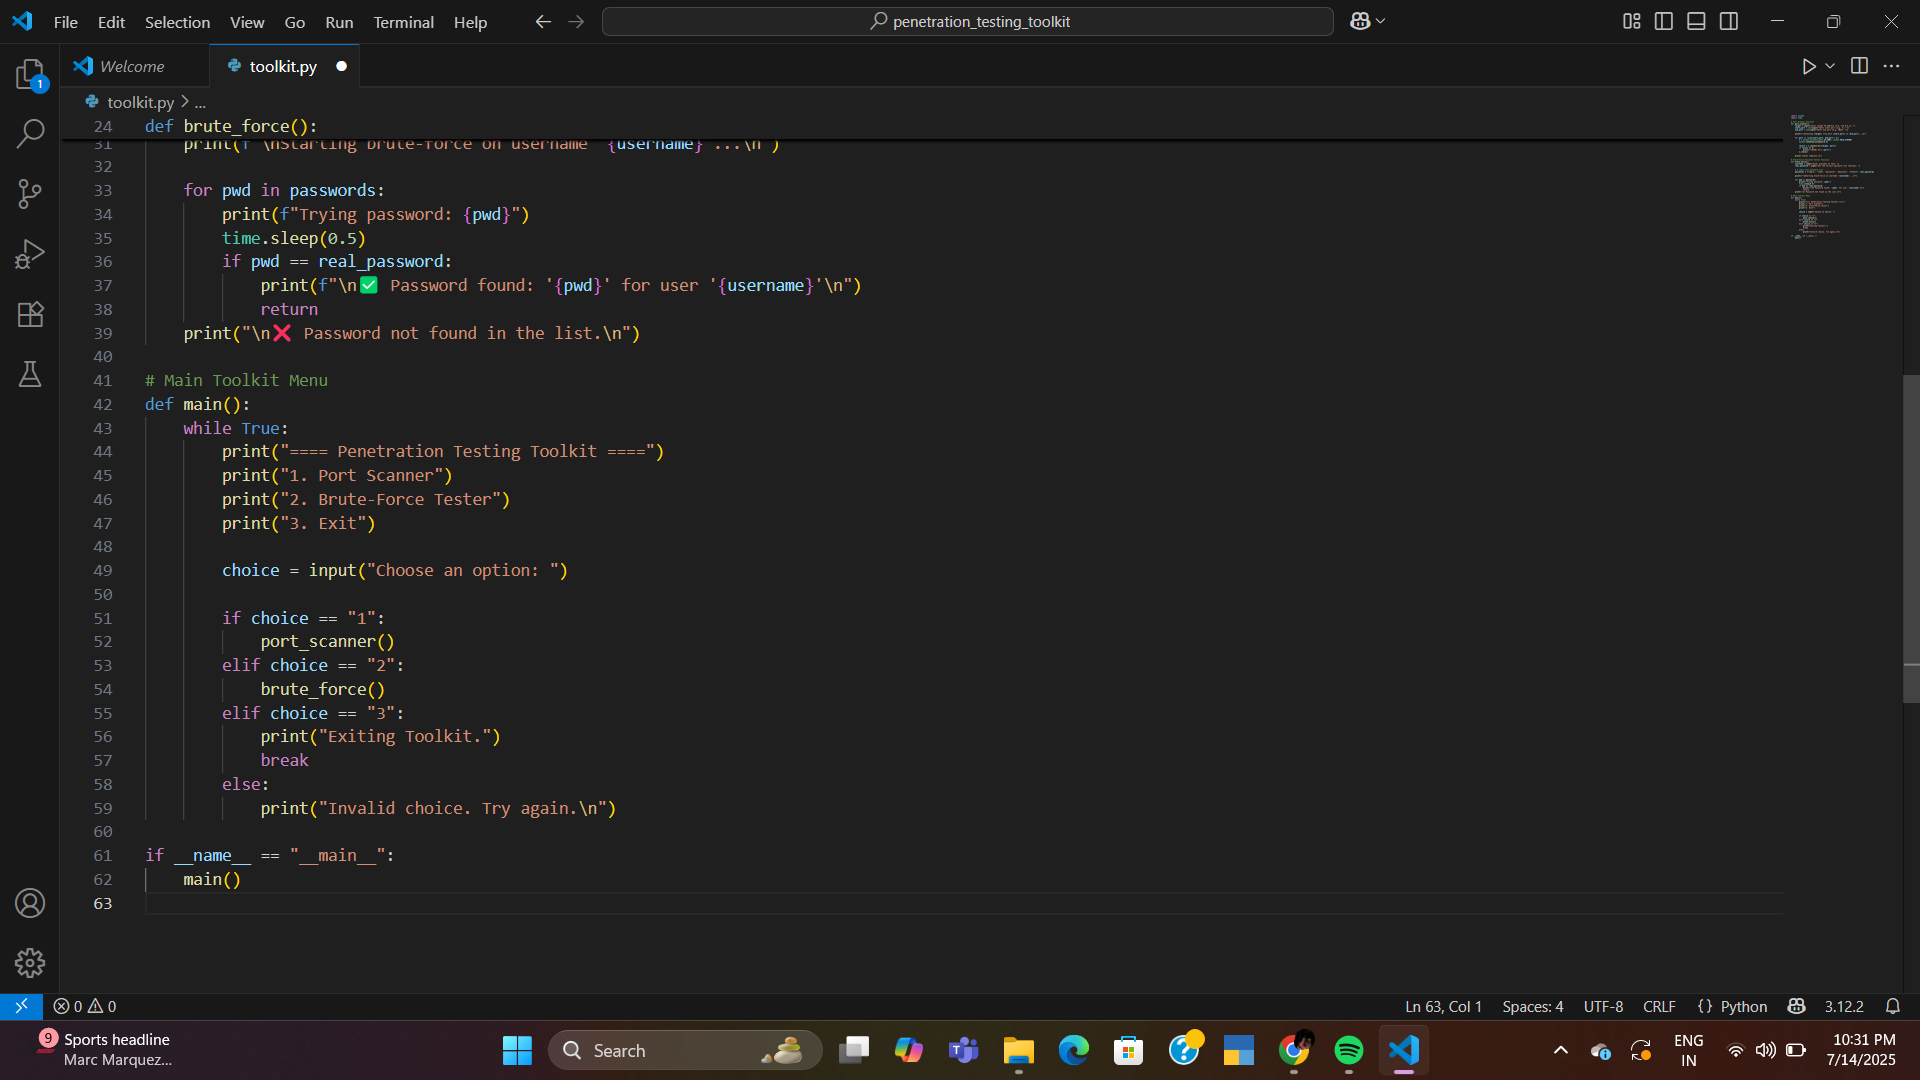 File Edit Selection View Go Run Terminal Help penetration_testing_toolkit
Welcome toolkit.py
1
toolkit.py > ...
24 def brute_force():
31 print(f"\nStarting brute-force on username '{username}'...\n")
32
33 for pwd in passwords:
34 print(f"Trying password: {pwd}")
35 time.sleep(0.5)
36 if pwd == real_password:
37 print(f"\n✅ Password found: '{pwd}' for user '{username}'\n")
38 return
39 print("\n❌ Password not found in the list.\n")
40
41 # Main Toolkit Menu
42 def main():
43 while True:
44 print("==== Penetration Testing Toolkit ====")
45 print("1. Port Scanner")
46 print("2. Brute-Force Tester")
47 print("3. Exit")
48
49 choice = input("Choose an option: ")
50
51 if choice == "1":
52 port_scanner()
53 elif choice == "2":
54 brute_force()
55 elif choice == "3":
56 print("Exiting Toolkit.")
57 break
58 else:
59 print("Invalid choice. Try again.\n")
60
61 if __name__ == "__main__":
62 main()
63
0 0 Ln 63, Col 1 Spaces: 4 UTF-8 CRLF {} Python 3.12.2
9 Sports headline
Marc Marquez...
Search
ENG
IN
10:31 PM
7/14/2025